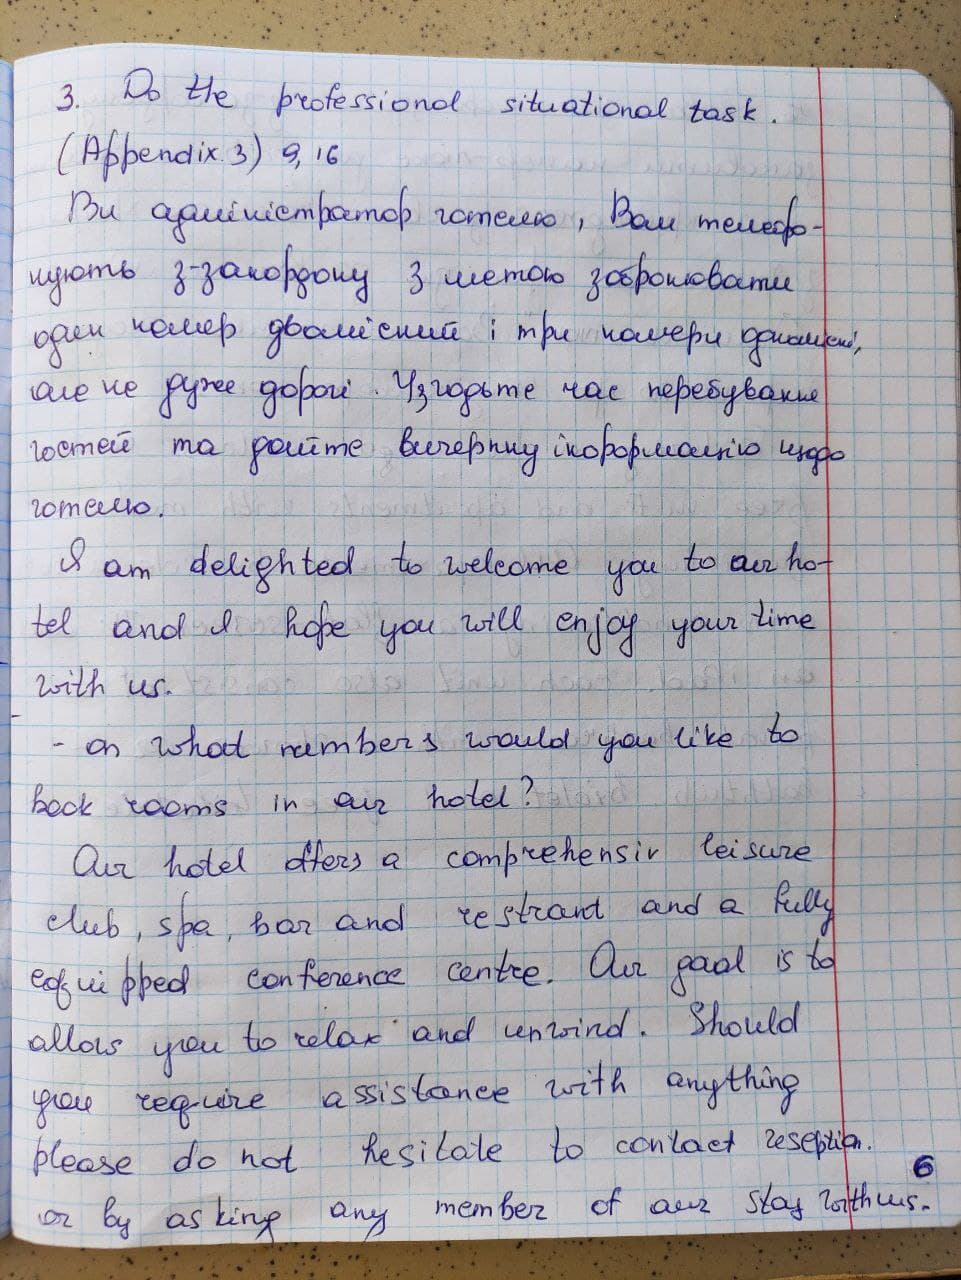 3. Do the professional situational task.
(Appendix 3) 9, 16
Ви адміністратор готелю, Вам телефо-
нують з-закордону з метою забронювати
один номер двомісний і три номери одномісні,
але не дуже дорогі. Узгодьте час перебування
гостей та дайте вичерпну інформацію щодо
готелю.
I am delighted to welcome you to our ho-
tel and I hope you will enjoy your time
with us.
- on what numbers would you like to
book rooms in our hotel?
Our hotel offers a comprehensiv leisure
club, spa, bar and restrant and a fully
equipped conference centre. Our goal is to
allows you to relax and unwind. Should
you require assistance with anything
please do not hesitate to contact reseption.
or by asking any member of our stay with us.
6